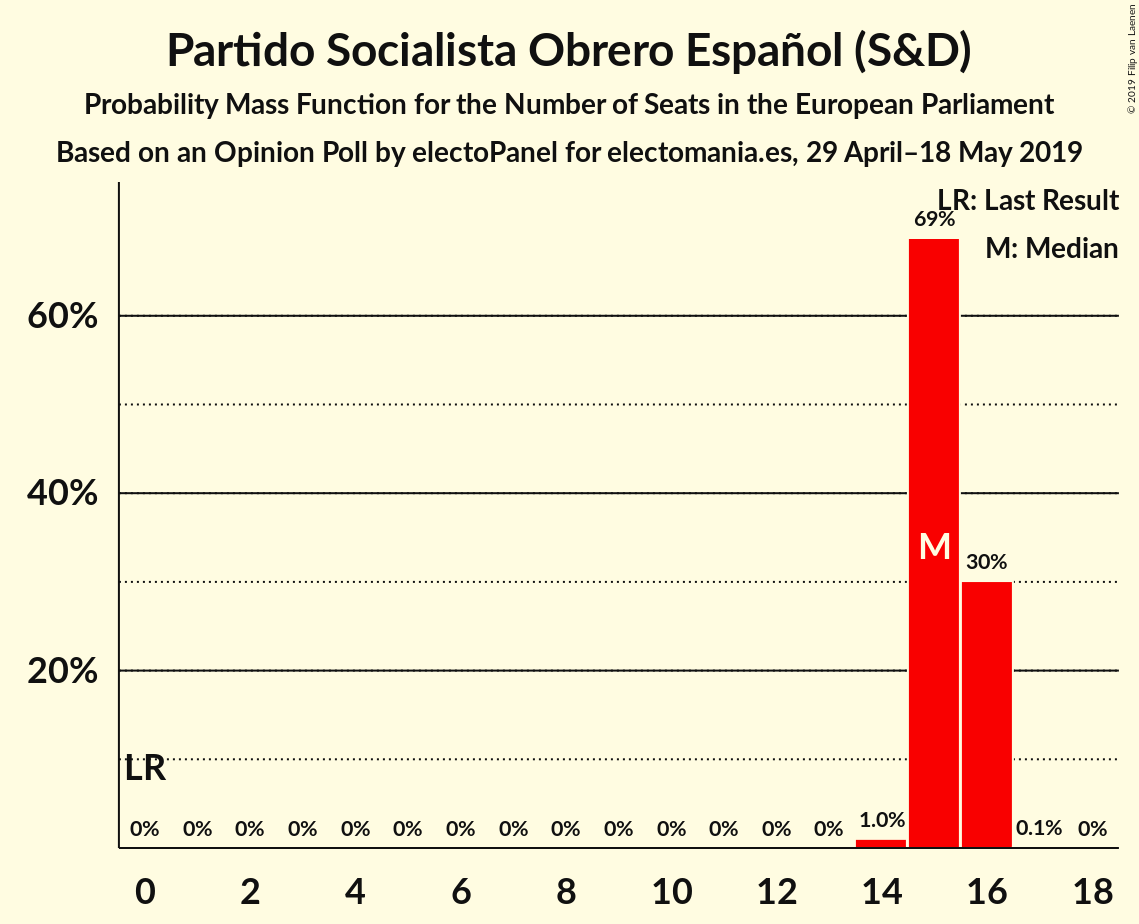 Partido Socialista Obrero Español (S&D)
Probability Mass Function for the Number of Seats in the European Parliament
Based on an Opinion Poll by electoPanel for electomania.es, 29 April–18 May 2019
© 2019 Filip van Laenen
LR: Last Result
M: Median
69%
60%
40%
M
30%
20%
LR
0% 0% 0% 0% 0% 0% 0% 0% 0% 0% 0% 0% 0% 0% 1.0% 0.1% 0%
0 2 4 6 8 10 12 14 16 18